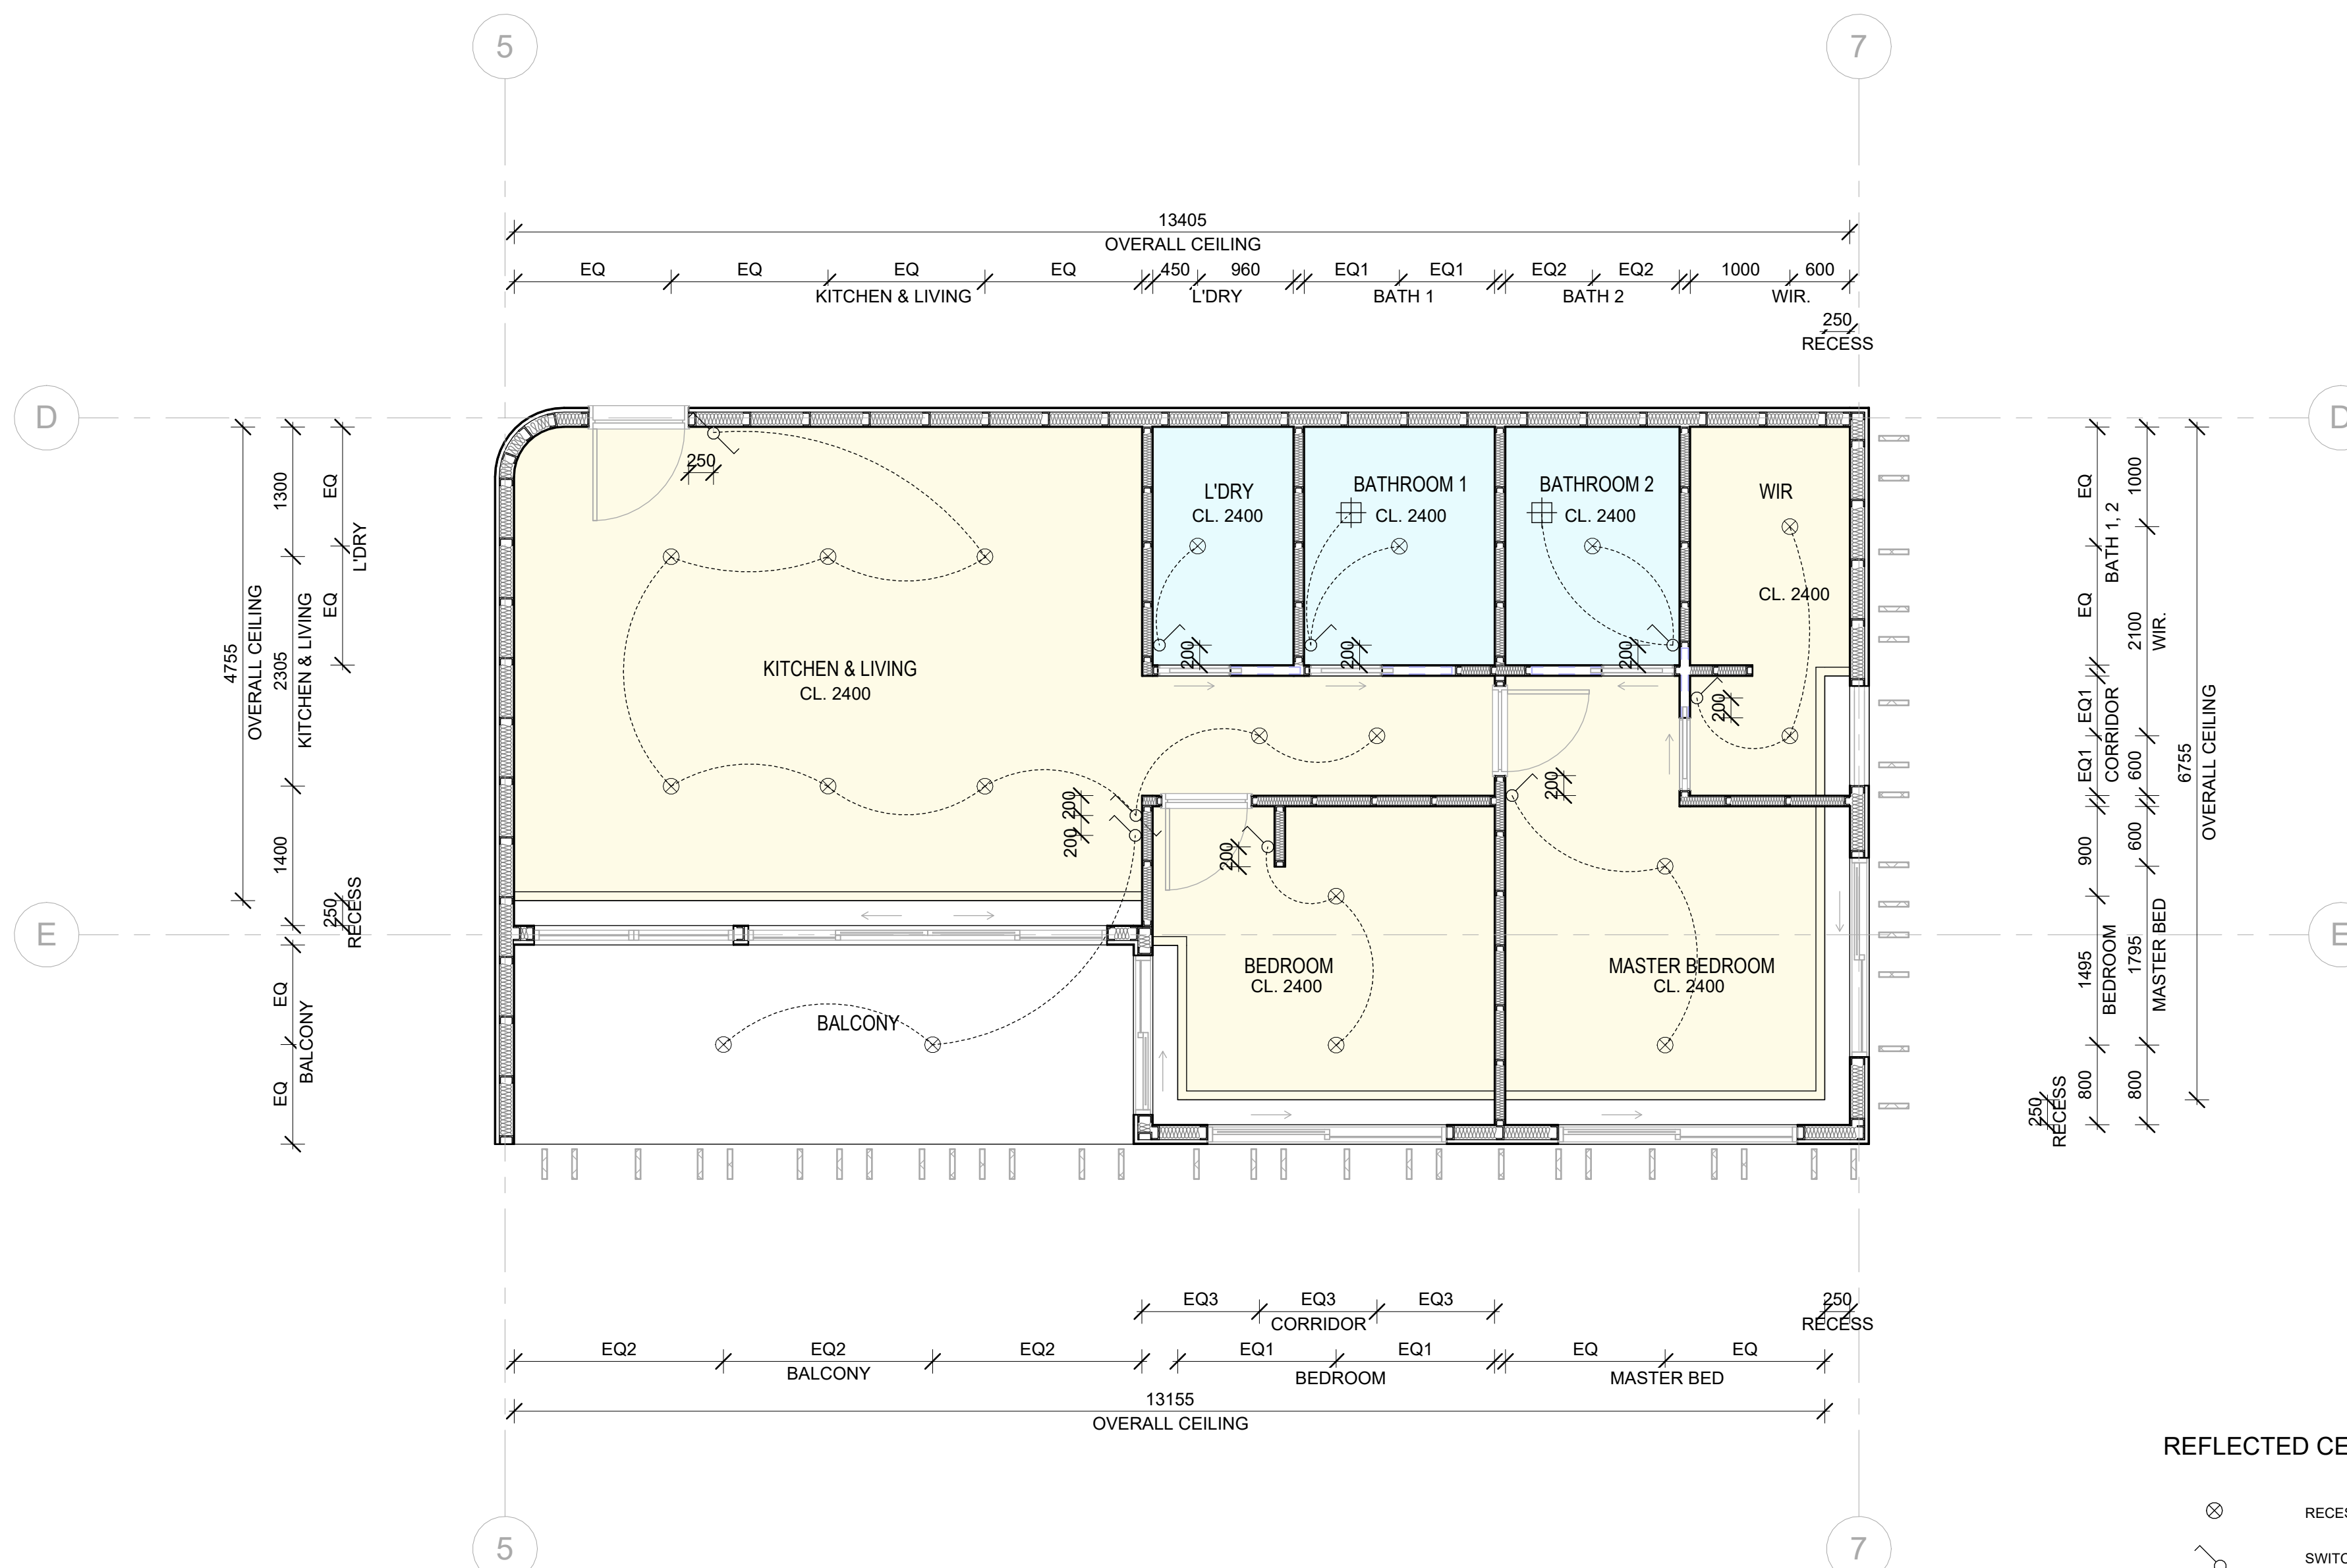 5
7
13405
OVERALL CEILING
EQ EQ EQ EQ 450 960 EQ1 EQ1 EQ2 EQ2 1000 600
KITCHEN & LIVING L'DRY BATH 1 BATH 2 WIR.
250
RECESS
D
D
4755
OVERALL CEILING
1300
2305
1400
KITCHEN & LIVING
EQ
EQ
L'DRY
250
RECESS
EQ
EQ
BALCONY
250
L'DRY
CL. 2400
BATHROOM 1
CL. 2400
BATHROOM 2
CL. 2400
WIR
CL. 2400
200
200
200
200
KITCHEN & LIVING
CL. 2400
200
200
200
200
BEDROOM
CL. 2400
MASTER BEDROOM
CL. 2400
BALCONY
EQ
EQ
BATH 1, 2
EQ1
EQ1
CORRIDOR
900
1495
800
BEDROOM
1000
2100
600
WIR.
600
1795
800
MASTER BED
6755
OVERALL CEILING
250
RECESS
E
E
EQ3 EQ3 EQ3
CORRIDOR
250
RECESS
EQ2 EQ2 EQ2 EQ1 EQ1 EQ EQ
BALCONY BEDROOM MASTER BED
13155
OVERALL CEILING
5
7
REFLECTED CE
RECES
SWITC